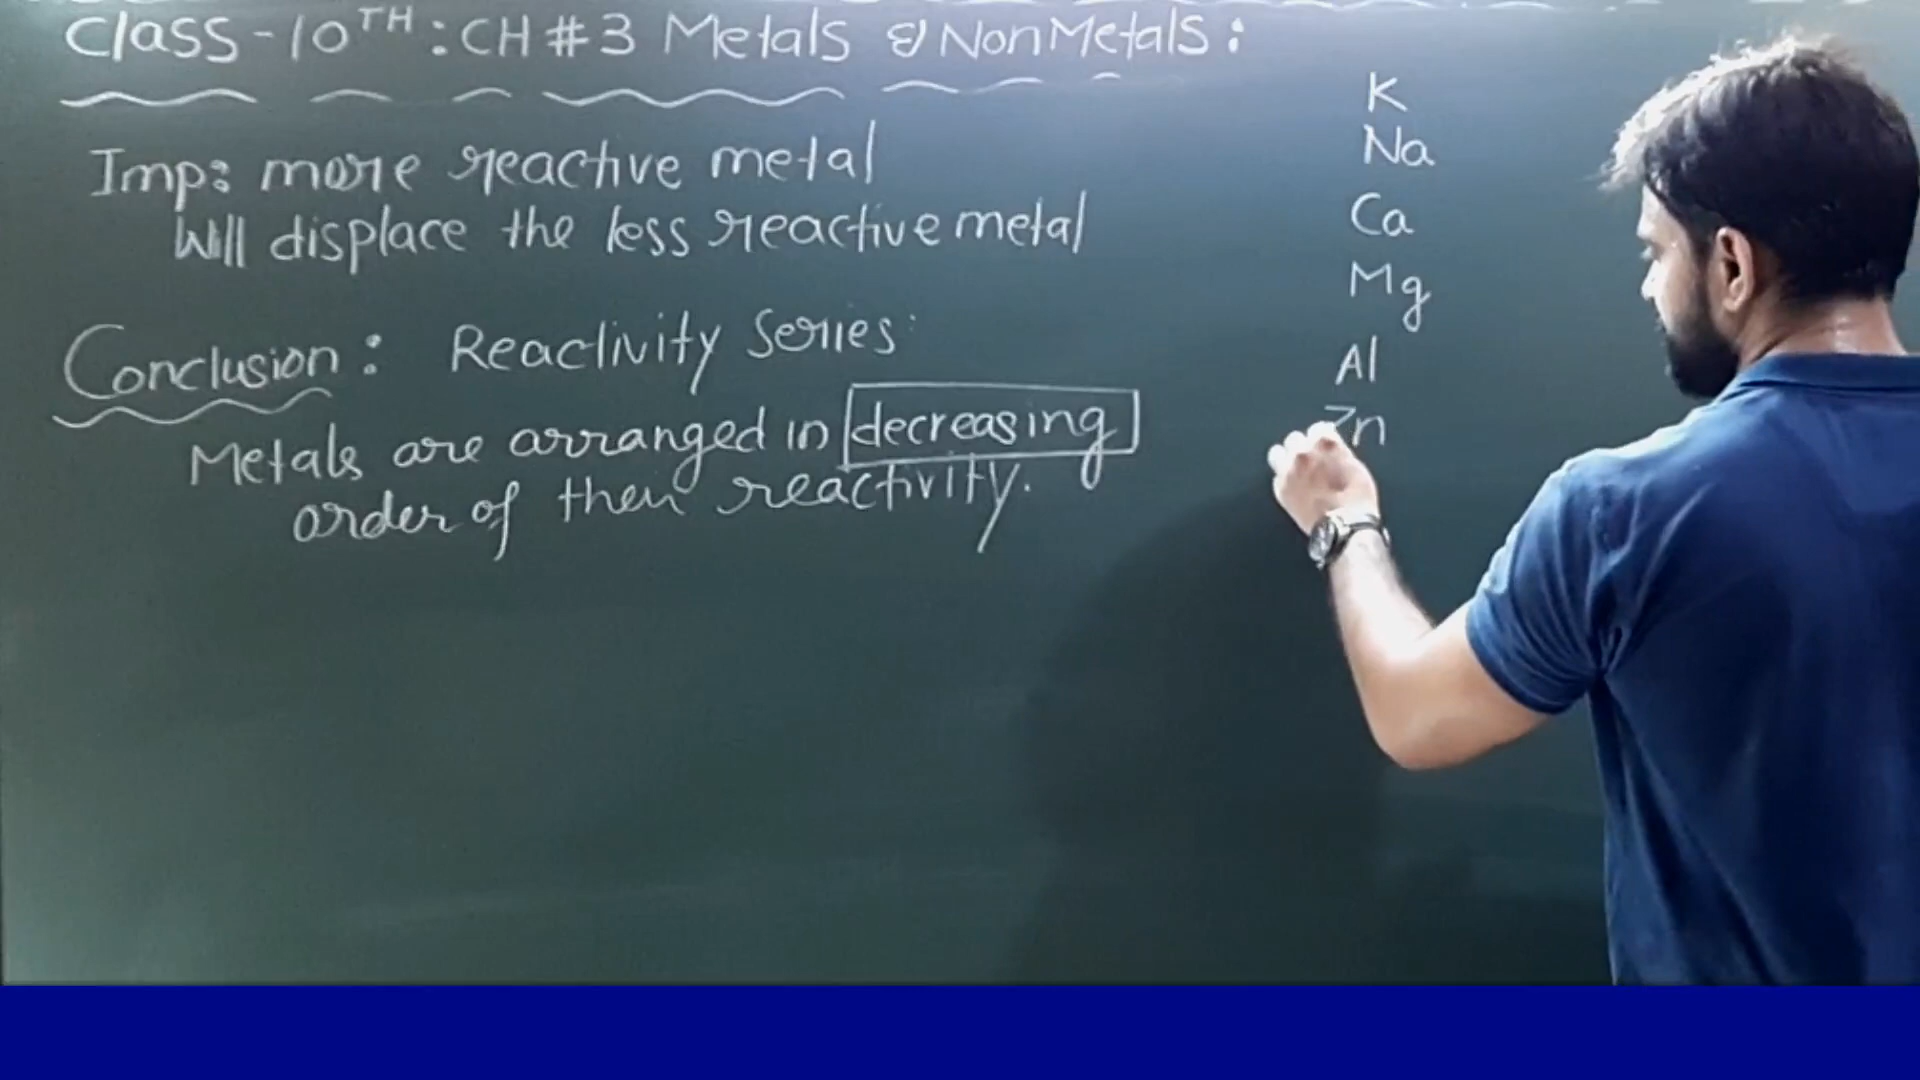 Class-10TH: CH#3 Metals & NonMetals:
Imp: more reactive metal
Will displace the less reactive metal
Conclusion: Reactivity Series:
Metals are arranged in decreasing
order of their reactivity.
K
Na
Ca
Mg
Al
Zn